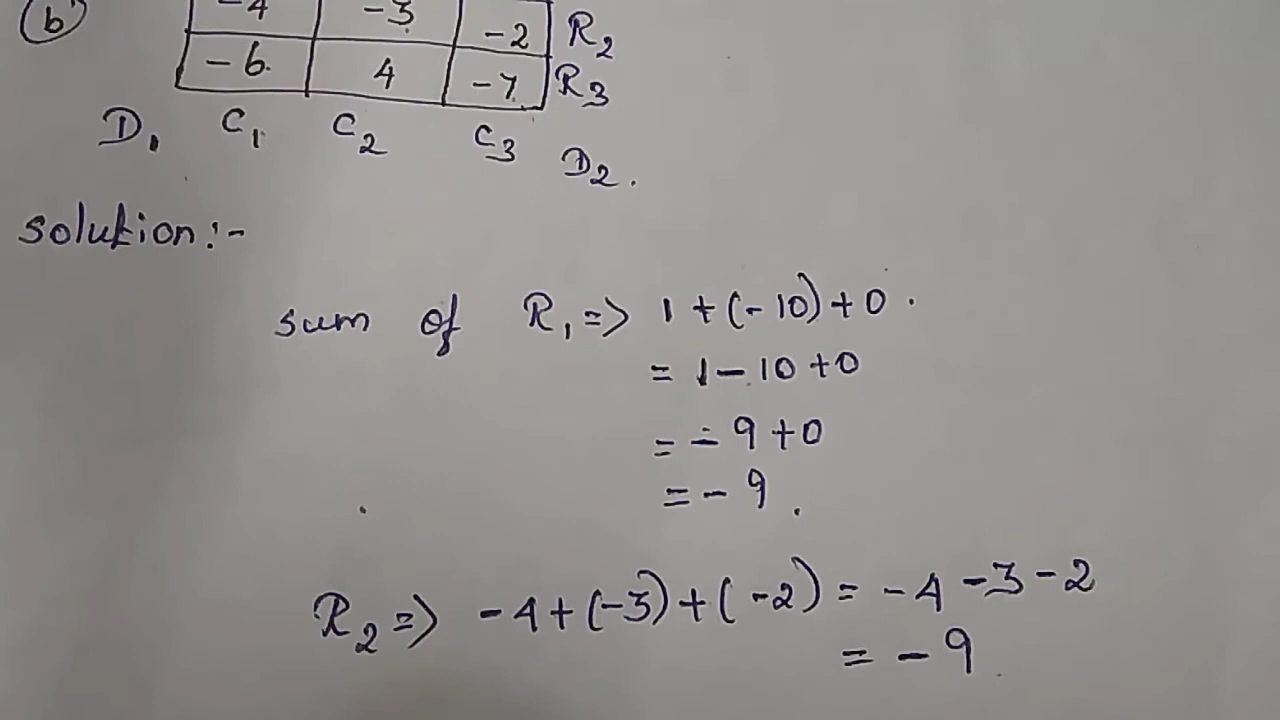 (b) -4 -3 -2 R2
-6 4 -7 R3
D1 C1 C2 C3 D2.
Solution:-
Sum of R1 => 1 + (-10) + 0.
= 1 - 10 + 0
= - 9 + 0
= - 9.
R2 => -4 + (-3) + (-2) = -4 -3 -2
= - 9